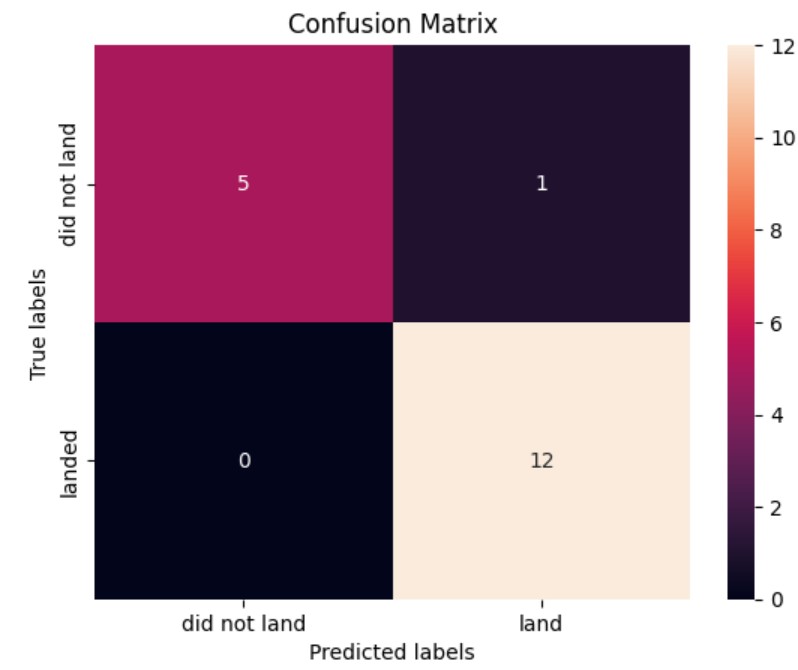 Confusion Matrix
did not land
landed
True labels
5
1
0
12
did not land
land
Predicted labels
12
10
8
6
4
2
0